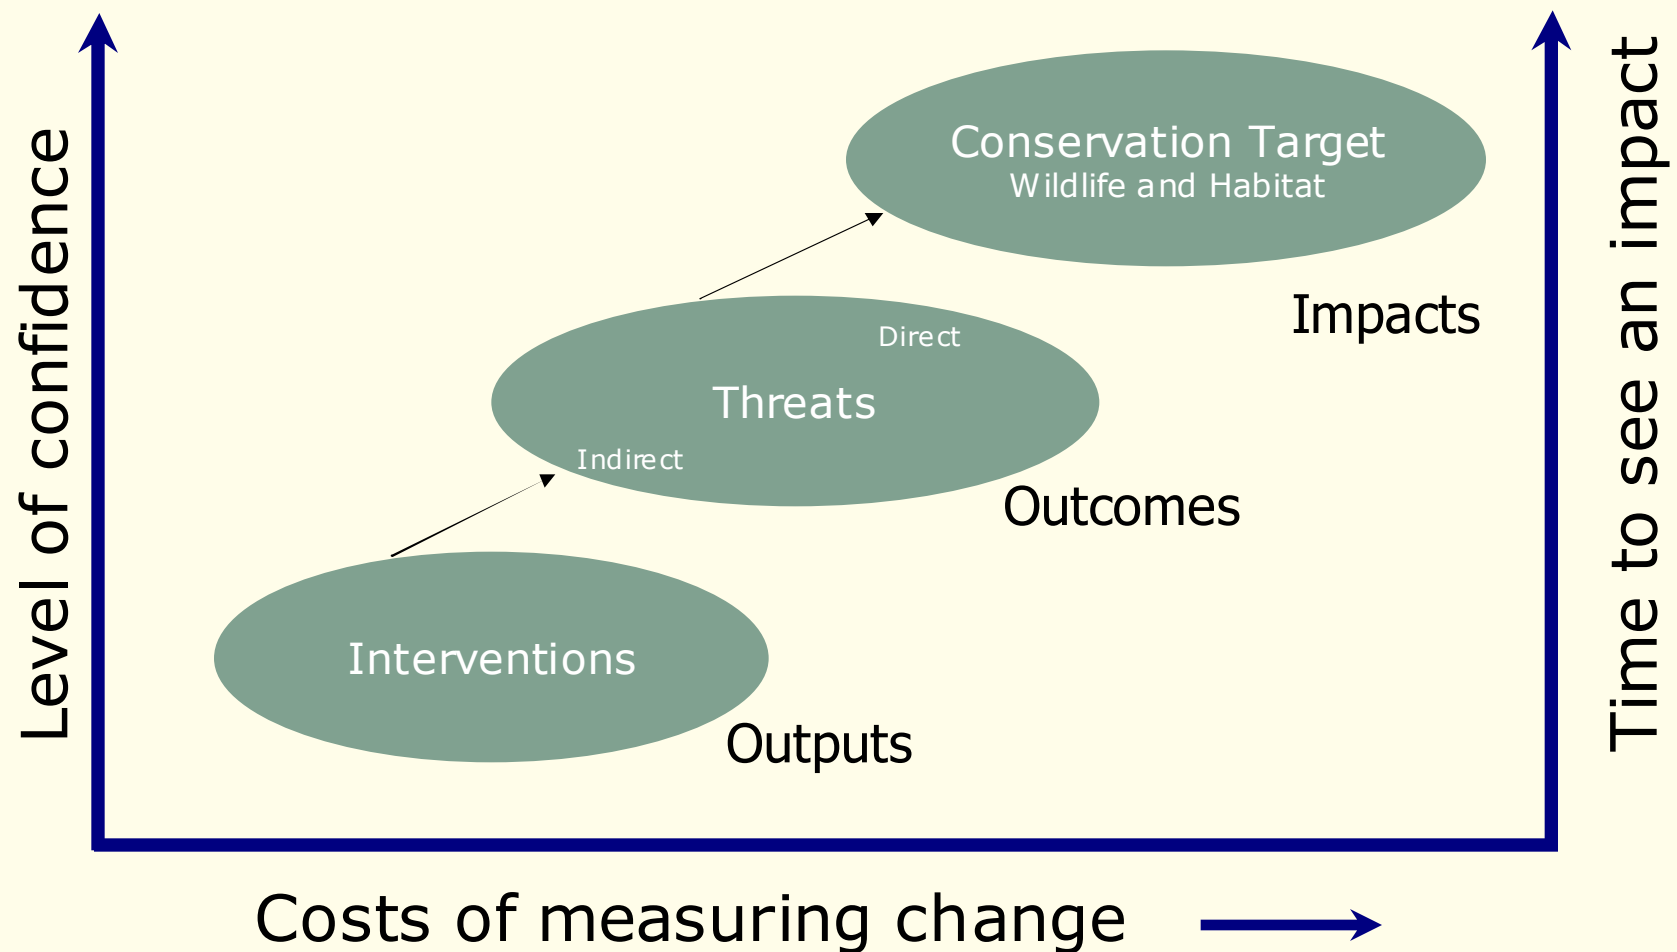 Level of confidence
Time to see an impact
Conservation Target
Wildlife and Habitat
Impacts
Direct
Threats
Indirect
Outcomes
Interventions
Outputs
Costs of measuring change